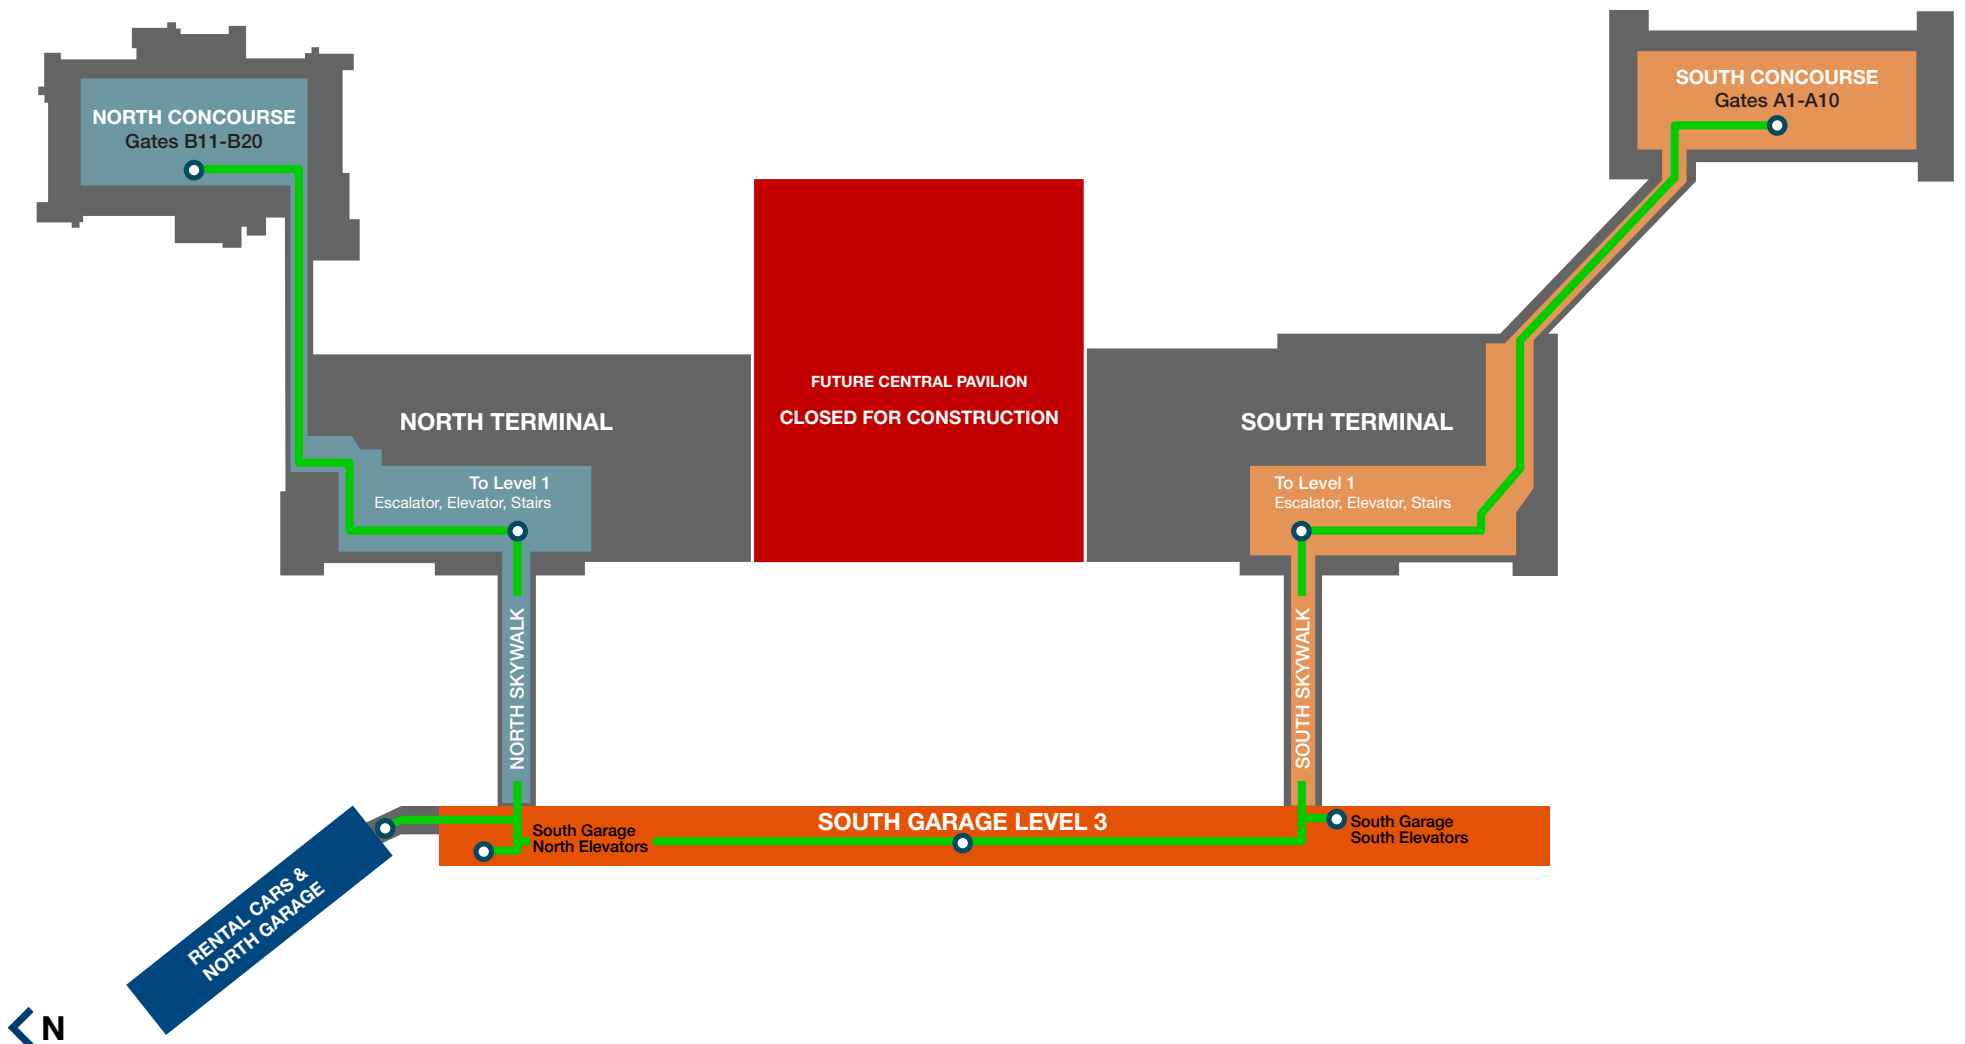 NORTH CONCOURSE
Gates B11-B20
SOUTH CONCOURSE
Gates A1-A10
FUTURE CENTRAL PAVILION
CLOSED FOR CONSTRUCTION
NORTH TERMINAL
To Level 1
Escalator, Elevator, Stairs
SOUTH TERMINAL
To Level 1
Escalator, Elevator, Stairs
NORTH SKYWALK
SOUTH SKYWALK
SOUTH GARAGE LEVEL 3
South Garage
North Elevators
South Garage
South Elevators
RENTAL CARS &
NORTH GARAGE
N